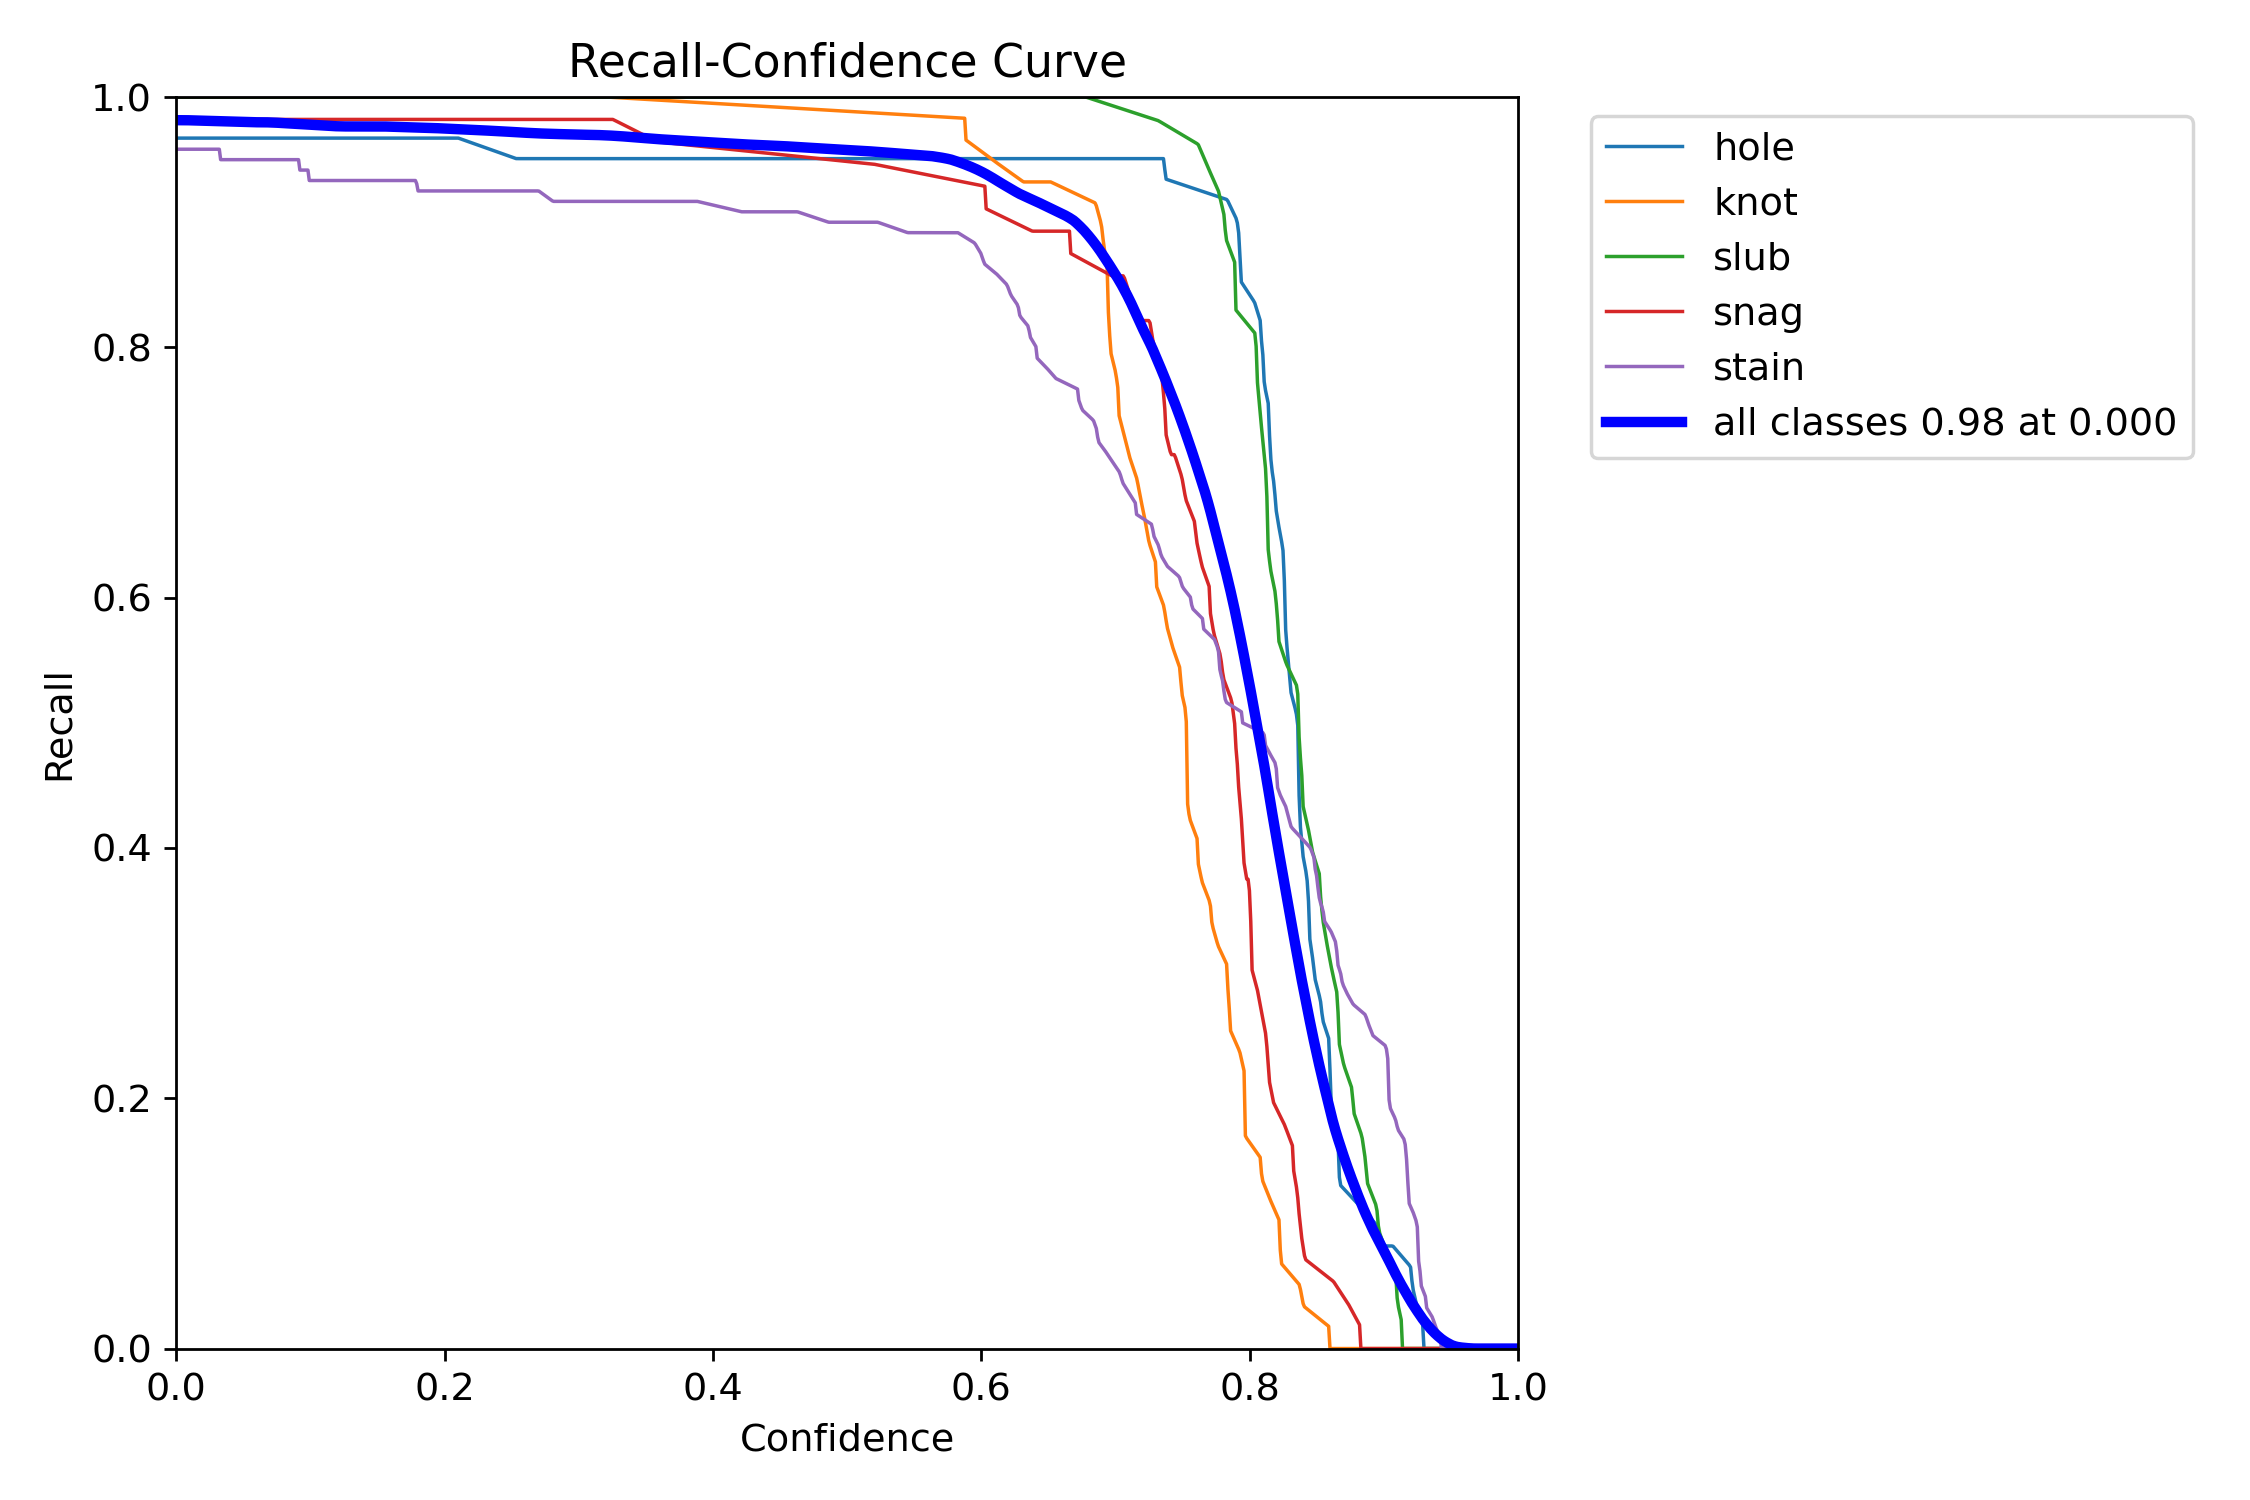 Recall-Confidence Curve
1.0
0.8
0.6
0.4
0.2
0.0
Recall
0.0 0.2 0.4 0.6 0.8 1.0
Confidence
hole
knot
slub
snag
stain
all classes 0.98 at 0.000